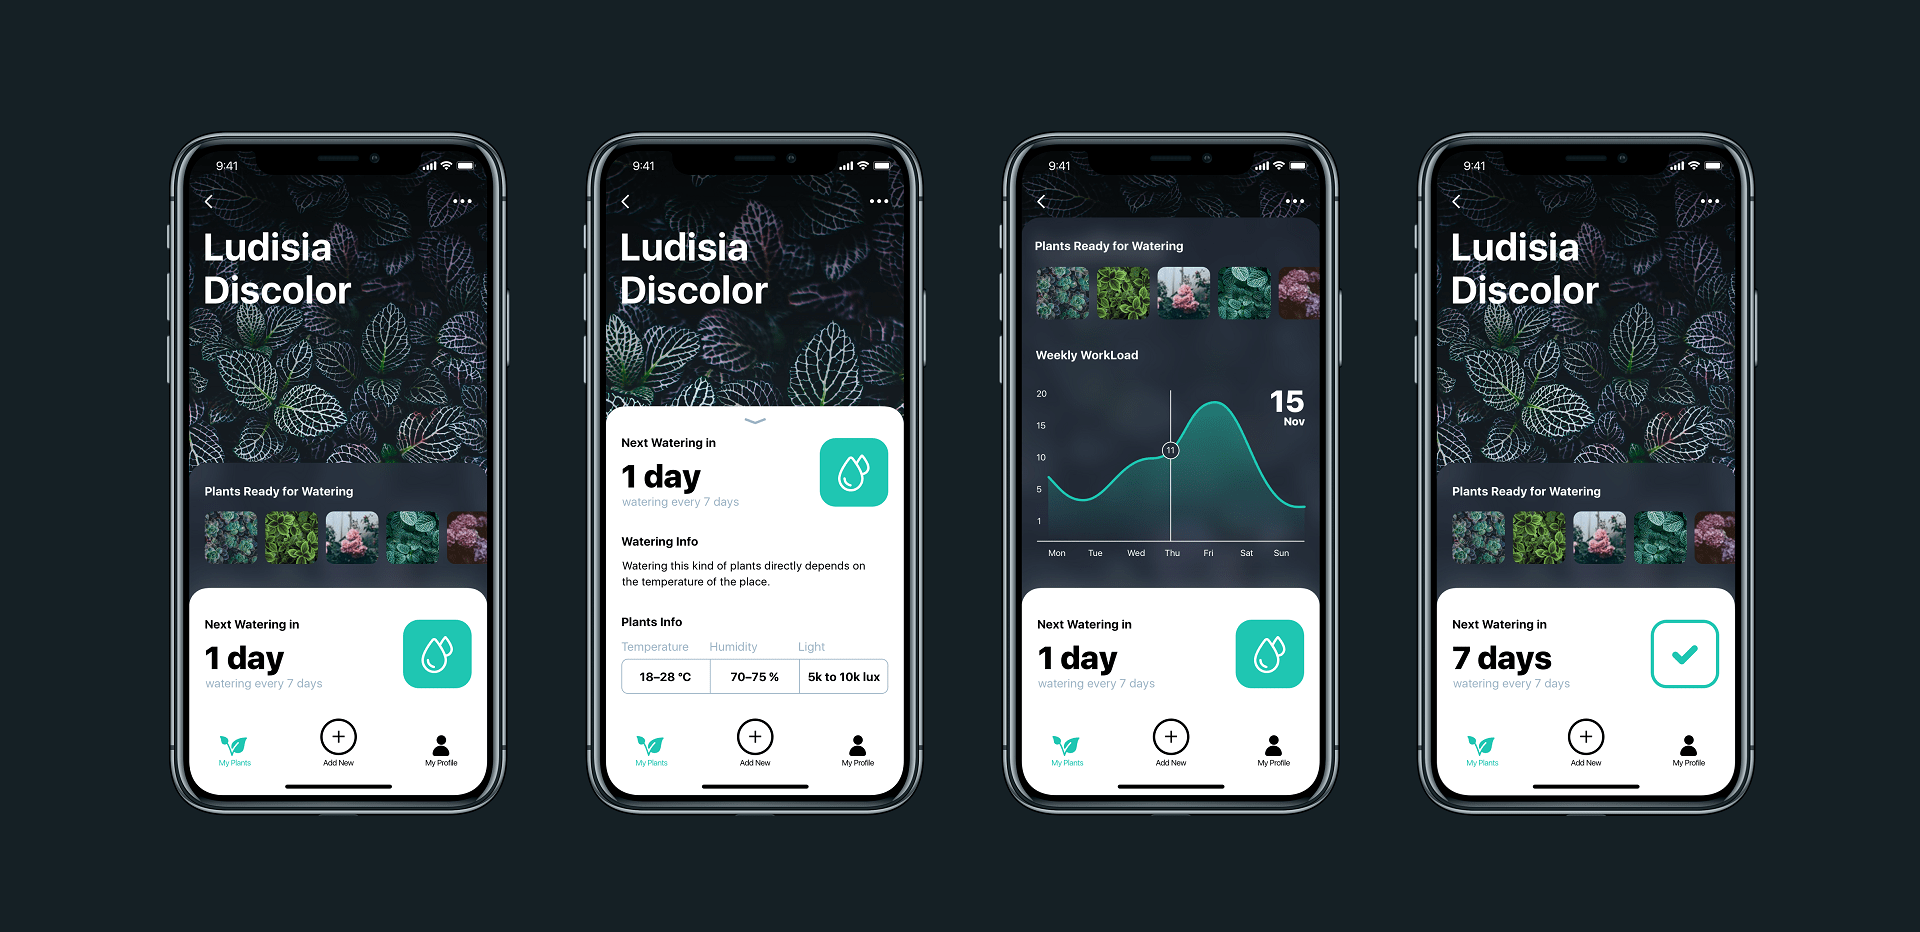 9:41
Ludisia
Discolor
Plants Ready for Watering
Next Watering in
1 day
watering every 7 days
My Plants
Add New
My Profile
9:41
Ludisia
Discolor
Next Watering in
1 day
watering every 7 days
Watering Info
Watering this kind of plants directly depends on
the temperature of the place.
Plants Info
Temperature Humidity Light
18–28 °C 70–75 % 5k to 10k lux
My Plants
Add New
My Profile
9:41
Plants Ready for Watering
Weekly WorkLoad
15
Nov
20
15
10
5
1
11
Mon Tue Wed Thu Fri Sat Sun
Next Watering in
1 day
watering every 7 days
My Plants
Add New
My Profile
9:41
Ludisia
Discolor
Plants Ready for Watering
Next Watering in
7 days
watering every 7 days
My Plants
Add New
My Profile